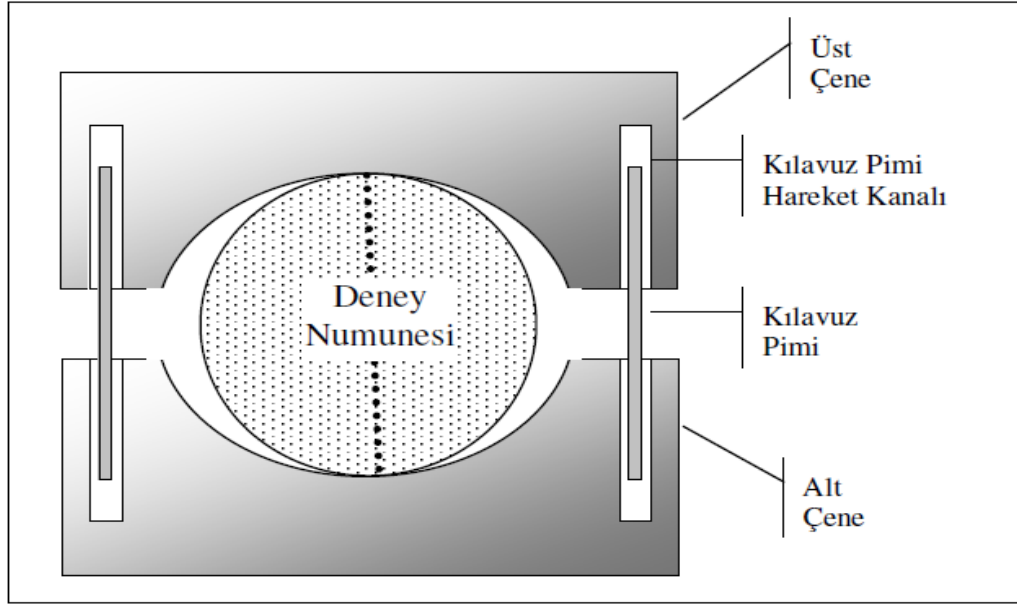 Üst
Çene
Kılavuz Pimi
Hareket Kanalı
Deney
Numunesi
Kılavuz
Pimi
Alt
Çene